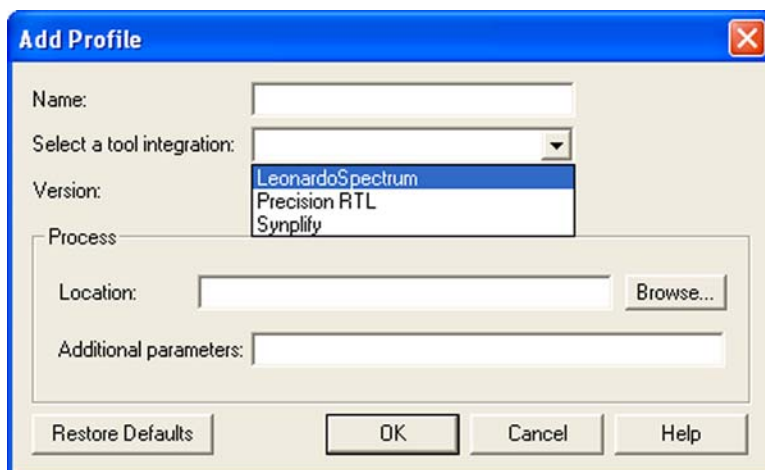 Add Profile
Name:
Select a tool integration:
LeonardoSpectrum
Version:
Precision RTL
Synplify
Process
Location:
Browse...
Additional parameters:
Restore Defaults
OK
Cancel
Help